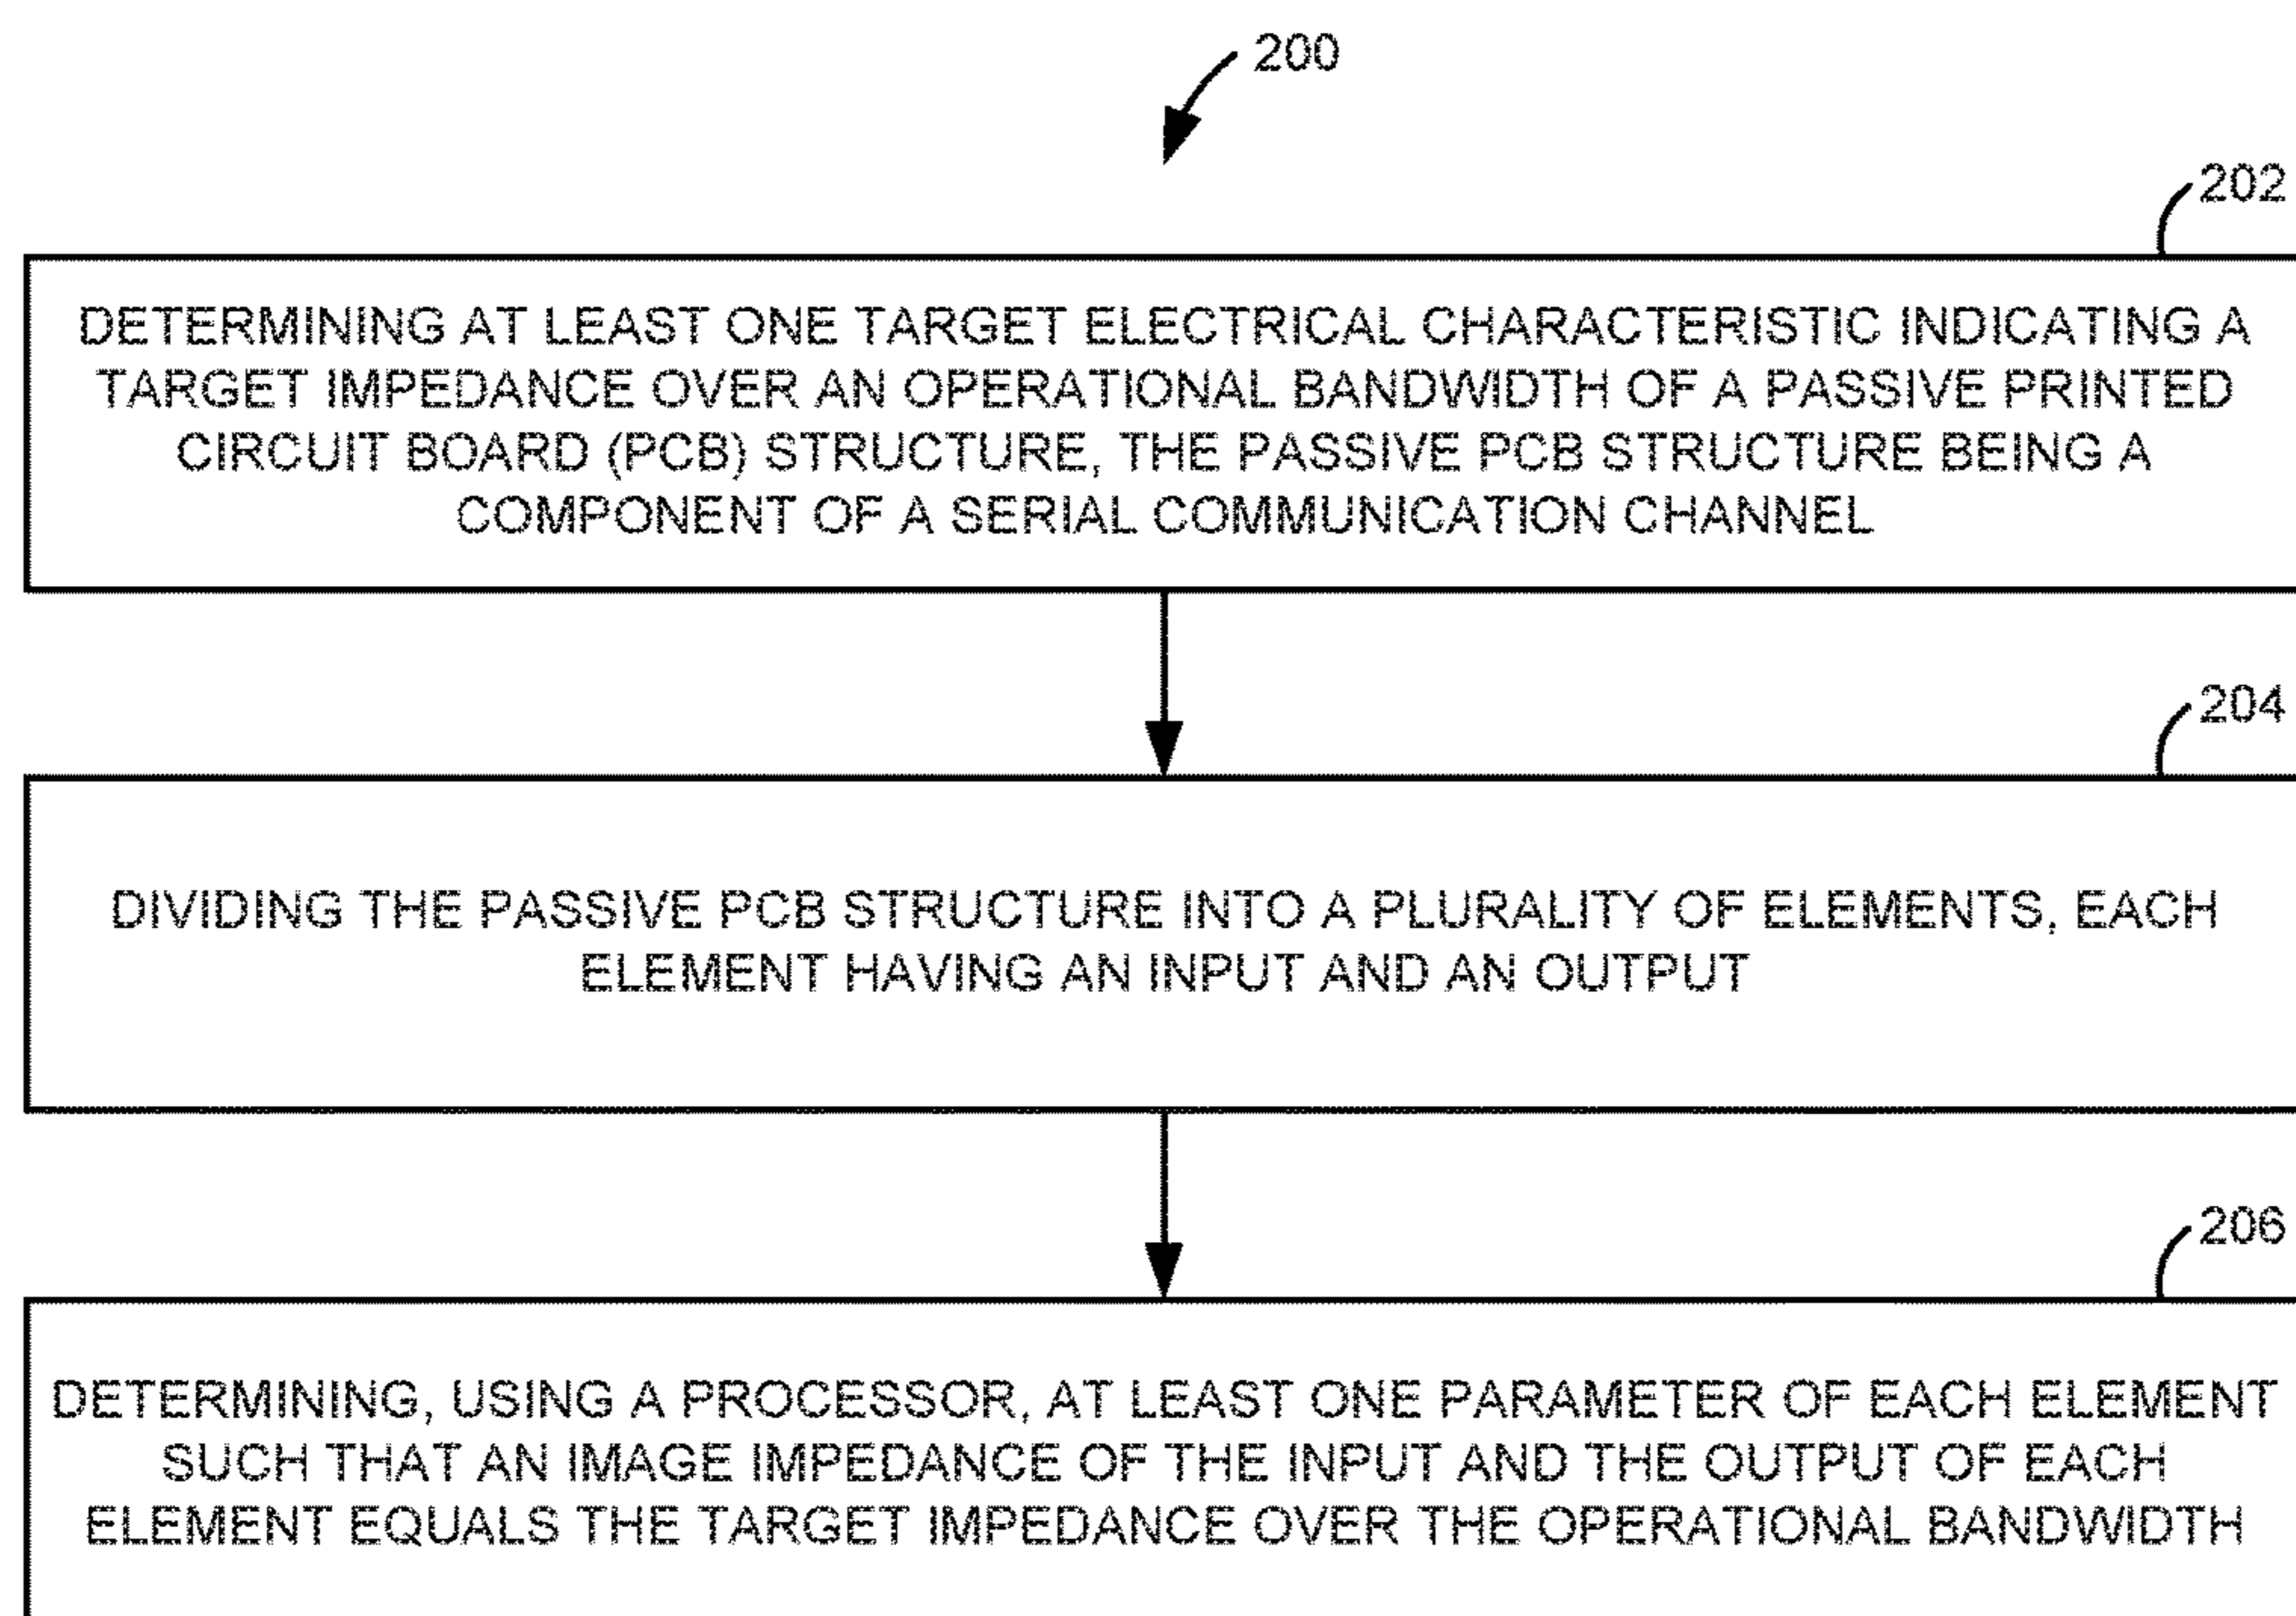 200
202
DETERMINING AT LEAST ONE TARGET ELECTRICAL CHARACTERISTIC INDICATING A
TARGET IMPEDANCE OVER AN OPERATIONAL BANDWIDTH OF A PASSIVE PRINTED
CIRCUIT BOARD (PCB) STRUCTURE, THE PASSIVE PCB STRUCTURE BEING A
COMPONENT OF A SERIAL COMMUNICATION CHANNEL
204
DIVIDING THE PASSIVE PCB STRUCTURE INTO A PLURALITY OF ELEMENTS, EACH
ELEMENT HAVING AN INPUT AND AN OUTPUT
206
DETERMINING, USING A PROCESSOR, AT LEAST ONE PARAMETER OF EACH ELEMENT
SUCH THAT AN IMAGE IMPEDANCE OF THE INPUT AND THE OUTPUT OF EACH
ELEMENT EQUALS THE TARGET IMPEDANCE OVER THE OPERATIONAL BANDWIDTH